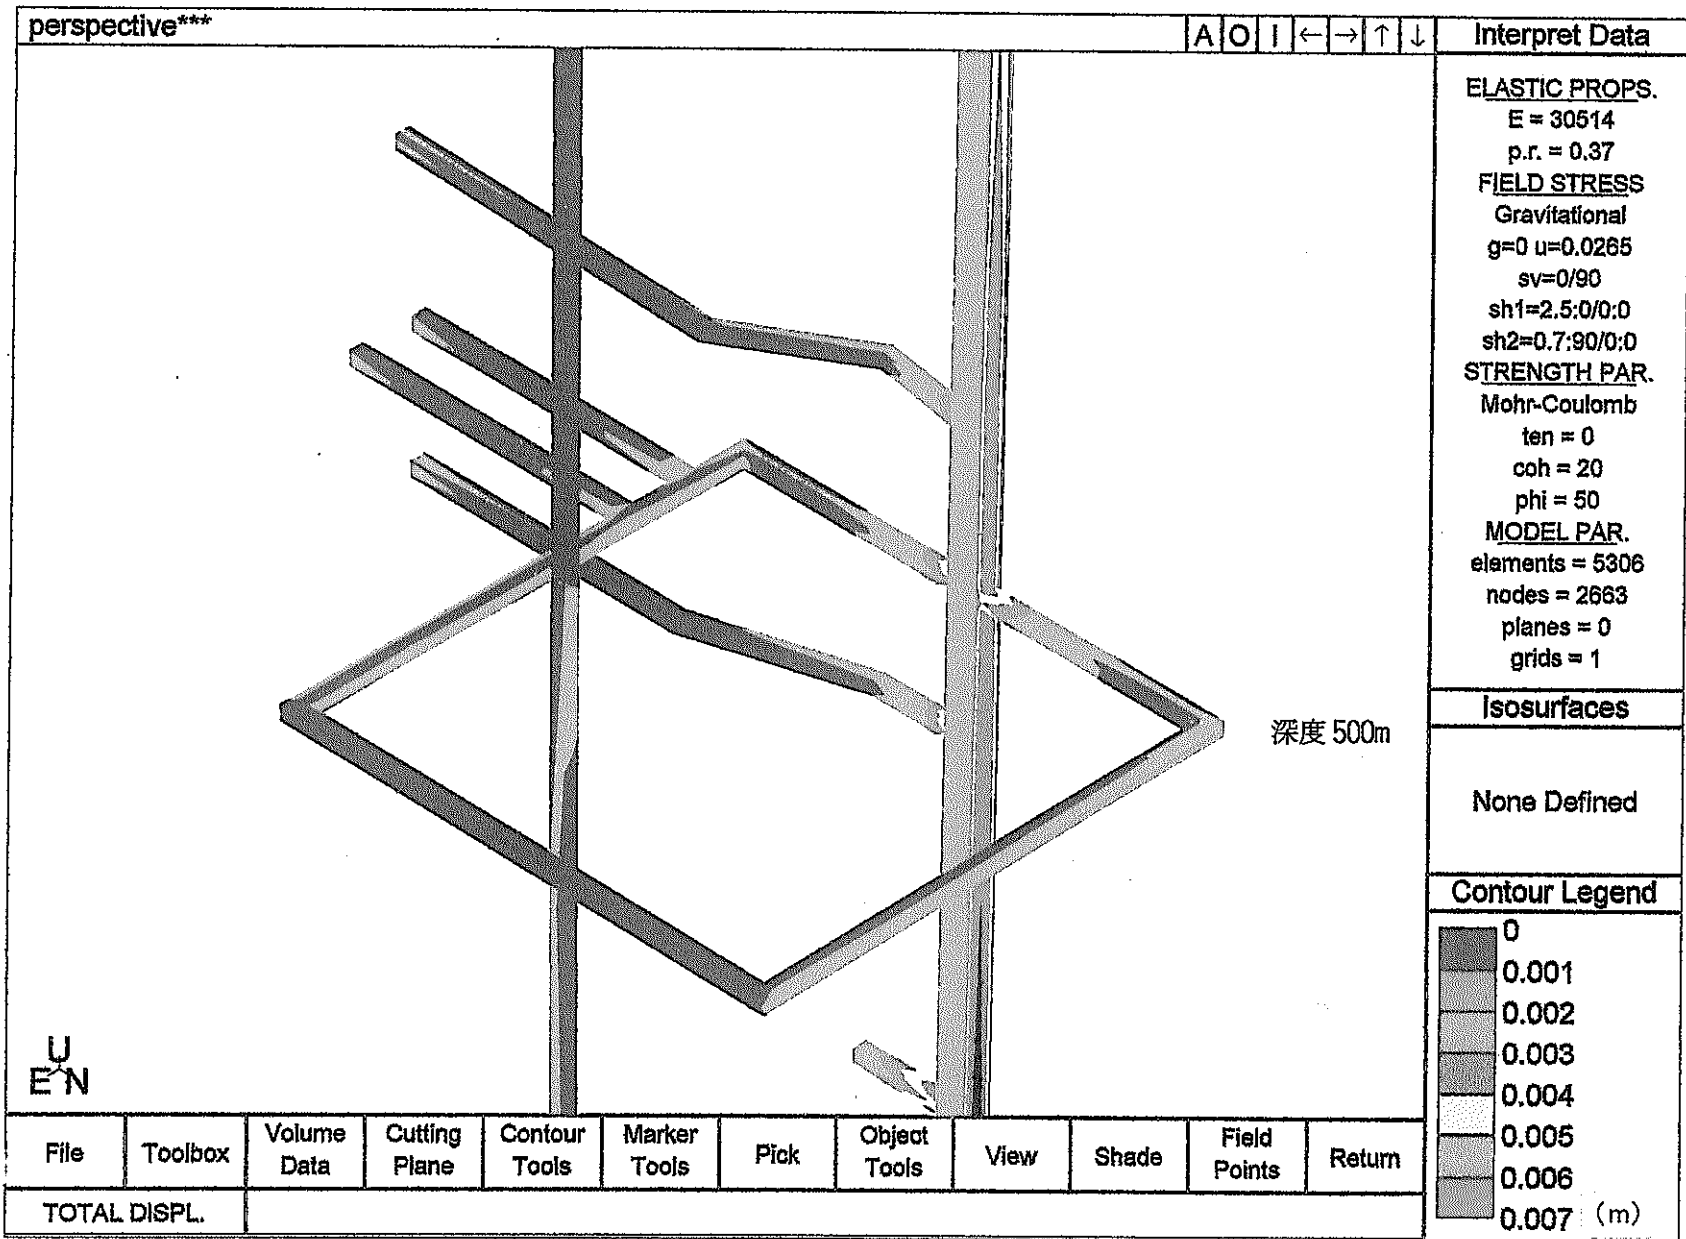 perspective***
A O I ← → ↑ ↓
Interpret Data
ELASTIC PROPS.
E = 30514
p.r. = 0.37
FIELD STRESS
Gravitational
g=0 u=0.0265
sv=0/90
sh1=2.5:0/0:0
sh2=0.7:90/0:0
STRENGTH PAR.
Mohr-Coulomb
ten = 0
coh = 20
phi = 50
MODEL PAR.
elements = 5306
nodes = 2663
planes = 0
grids = 1
Isosurfaces
None Defined
Contour Legend
0
0.001
0.002
0.003
0.004
0.005
0.006
0.007 (m)
深度 500m
U
E N
File Toolbox Volume Data Cutting Plane Contour Tools Marker Tools Pick Object Tools View Shade Field Points Return
TOTAL DISPL.